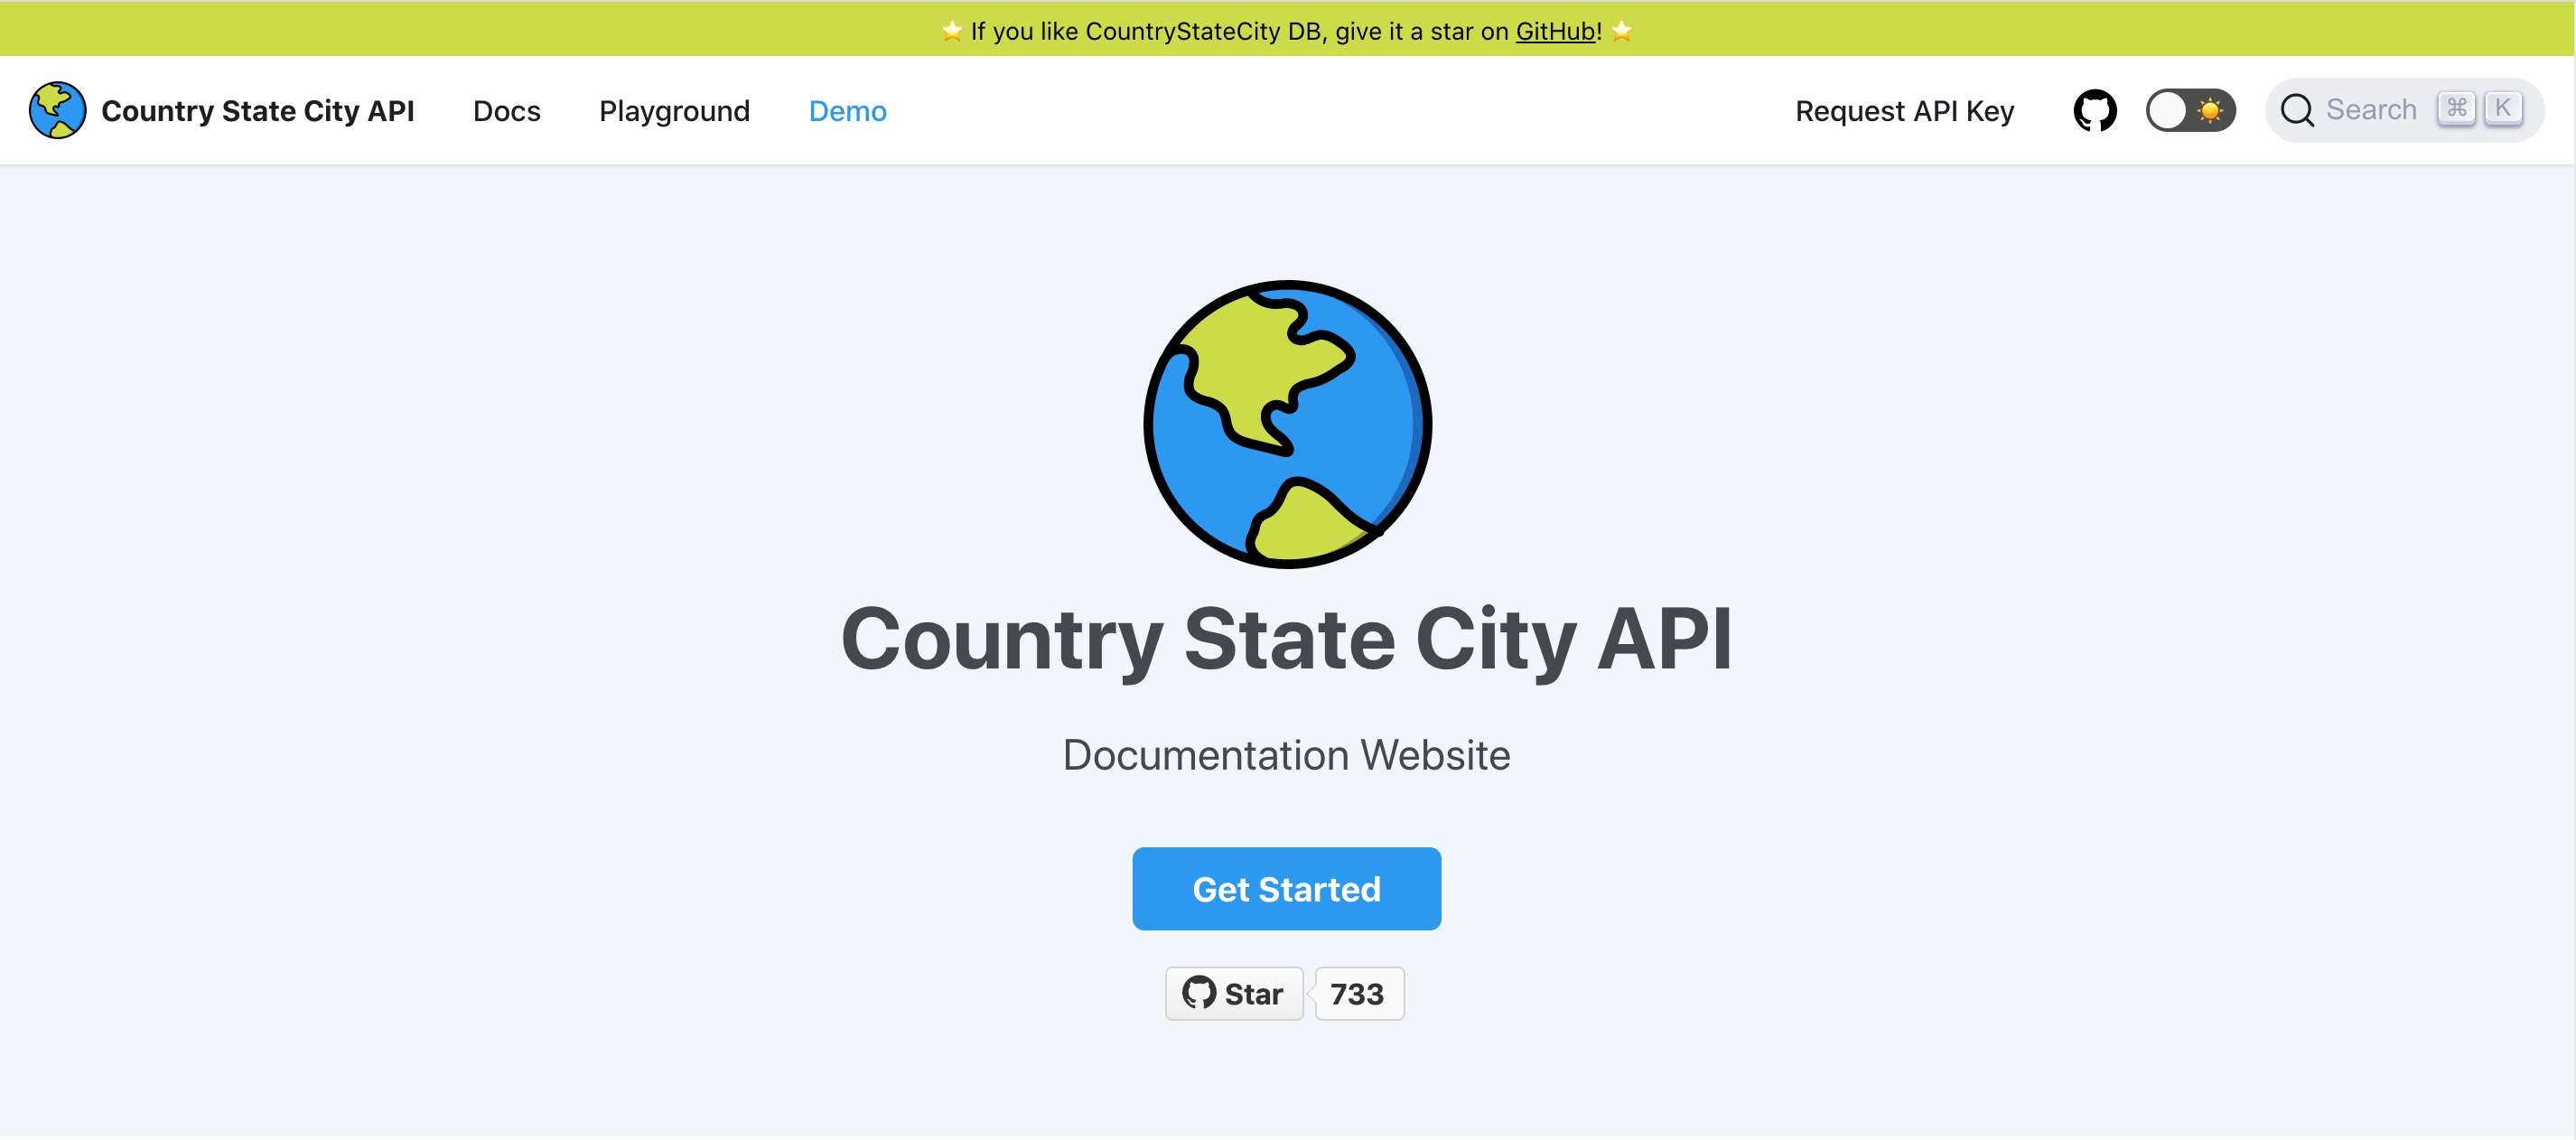 ⭐ If you like CountryStateCity DB, give it a star on GitHub! ⭐
Country State City API Docs Playground Demo Request API Key Search ⌘ K
Country State City API
Documentation Website
Get Started
Star 733